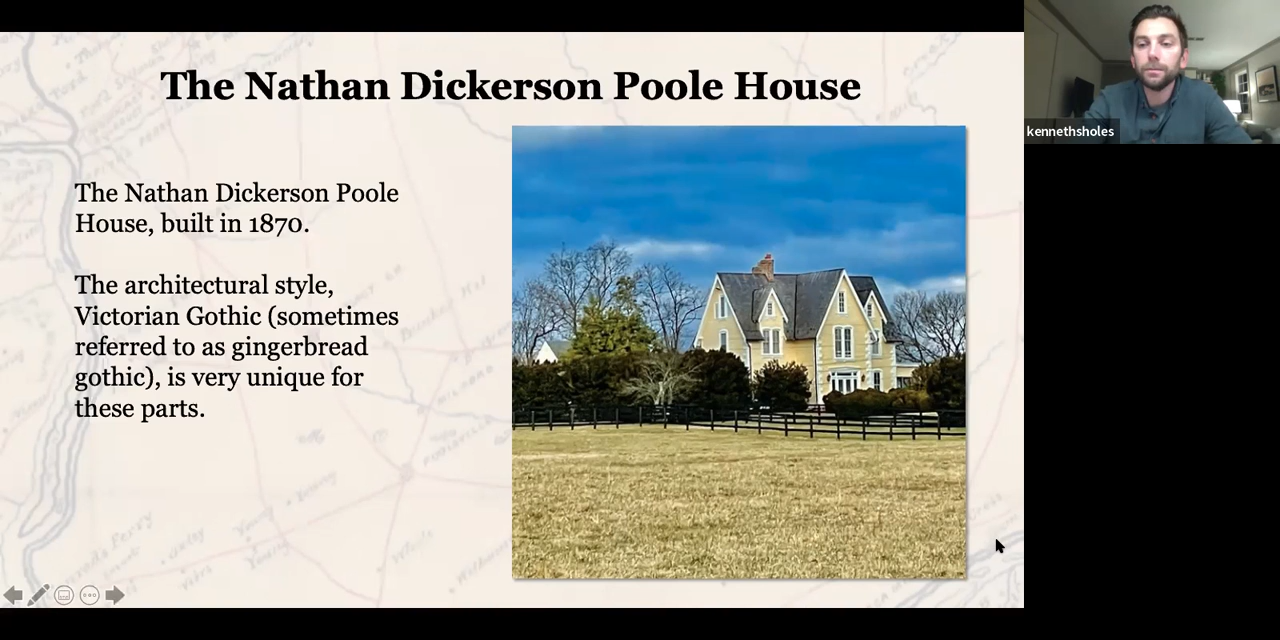 The Nathan Dickerson Poole House
The Nathan Dickerson Poole
House, built in 1870.
The architectural style,
Victorian Gothic (sometimes
referred to as gingerbread
gothic), is very unique for
these parts.
kennethsholes